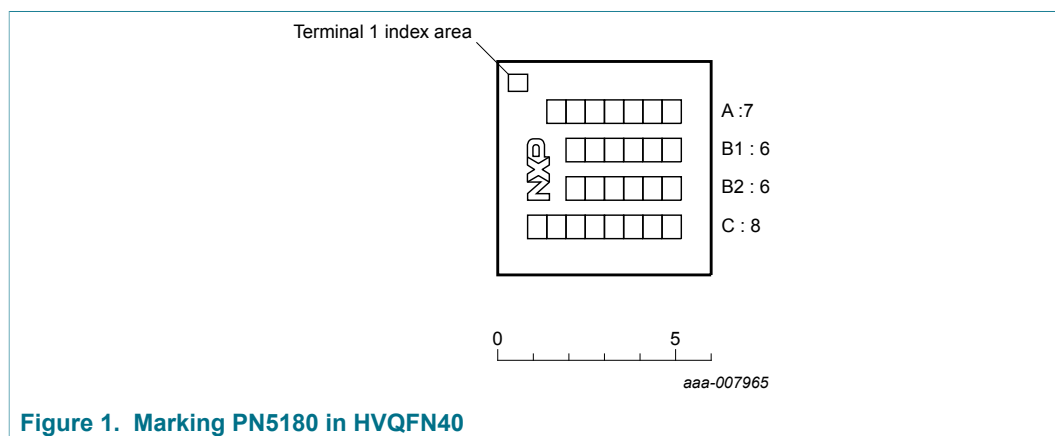 Terminal 1 index area
A :7
NXP
B1 : 6
B2 : 6
C : 8
0 5
aaa-007965
Figure 1. Marking PN5180 in HVQFN40